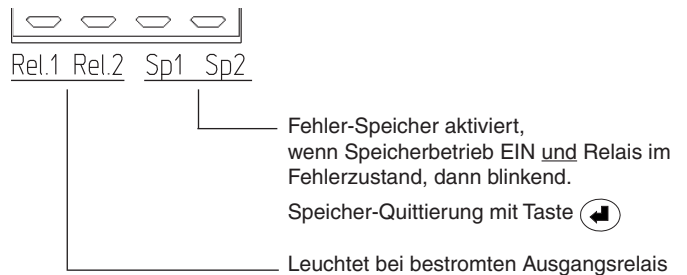 Rel.1 Rel.2 Sp1 Sp2
Fehler-Speicher aktiviert,
wenn Speicherbetrieb EIN und Relais im
Fehlerzustand, dann blinkend.
Speicher-Quittierung mit Taste
Leuchtet bei bestromten Ausgangsrelais